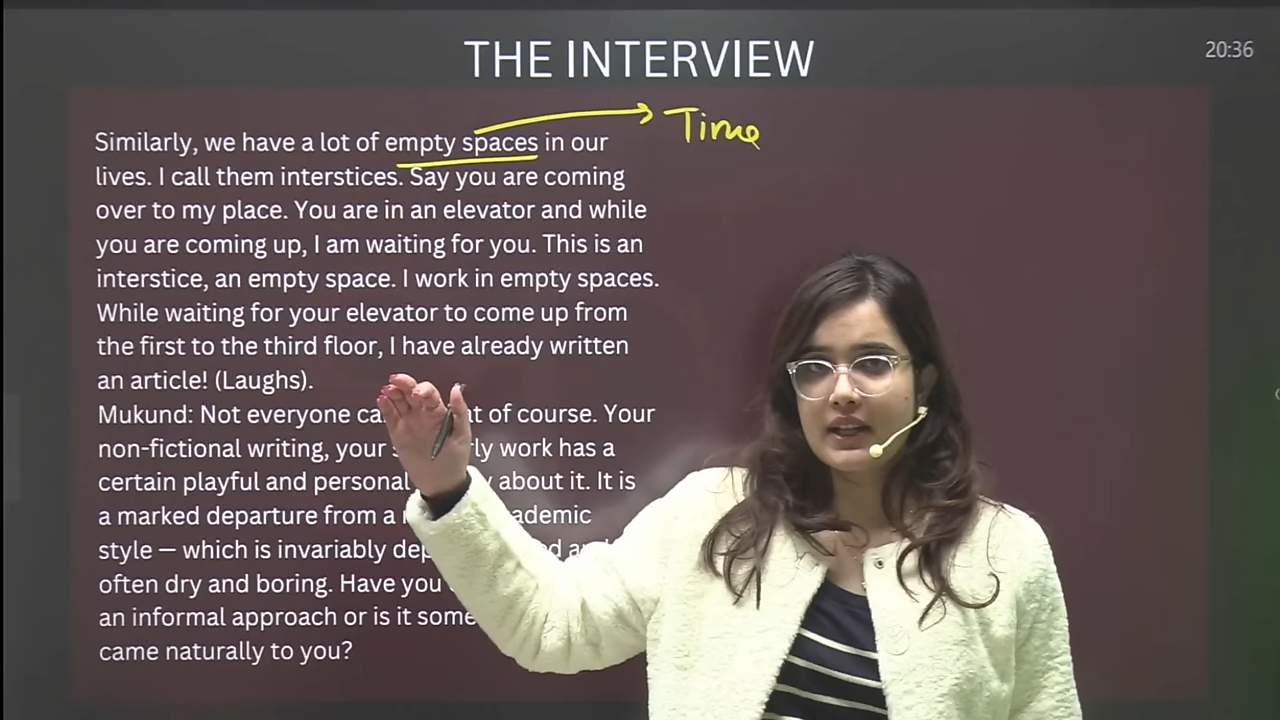 THE INTERVIEW
20:36
Similarly, we have a lot of empty spaces in our
Time
lives. I call them interstices. Say you are coming
over to my place. You are in an elevator and while
you are coming up, I am waiting for you. This is an
interstice, an empty space. I work in empty spaces.
While waiting for your elevator to come up from
the first to the third floor, I have already written
an article! (Laughs).
Mukund: Not everyone of course. Your
non-fictional writing, your work has a
certain playful and personal about it. It is
a marked departure from a
style — which is invariably
often dry and boring. Have you
an informal approach or is it
came naturally to you?